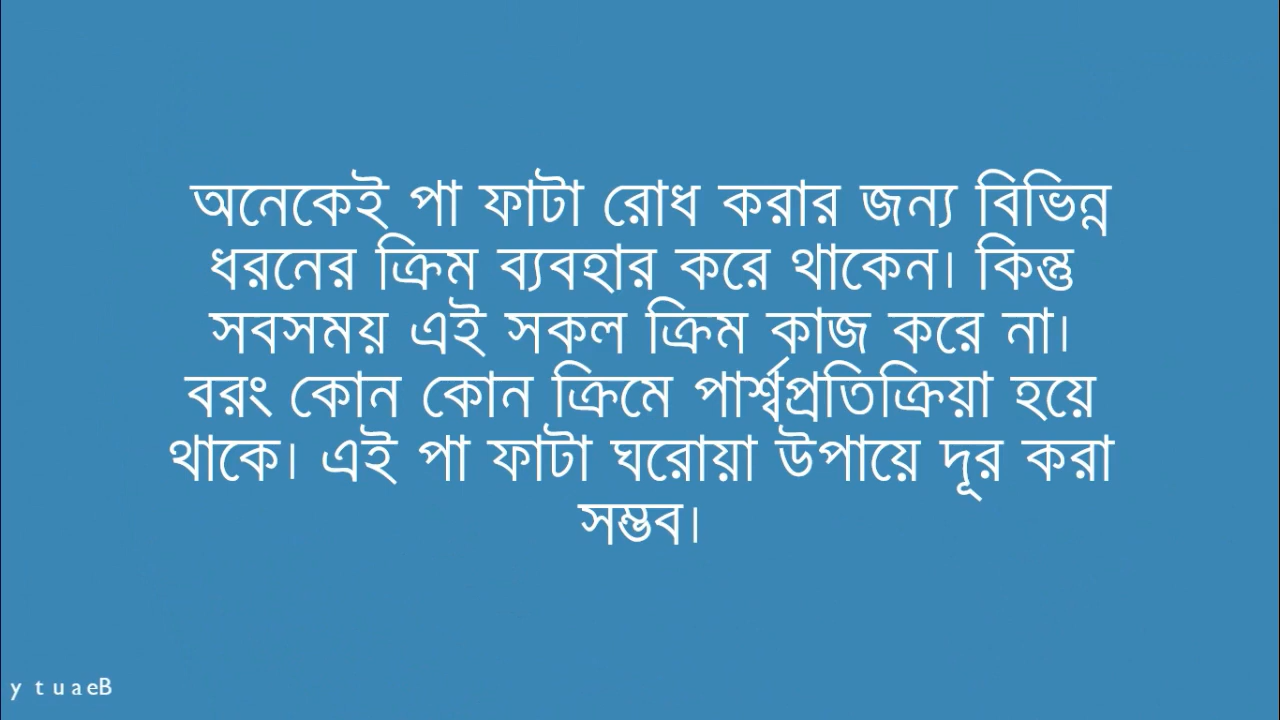 অনেকেই পা ফাটা রোধ করার জন্য বিভিন্ন
ধরনের ক্রিম ব্যবহার করে থাকেন। কিন্তু
সবসময় এই সকল ক্রিম কাজ করে না।
বরং কোন কোন ক্রিমে পার্শ্বপ্রতিক্রিয়া হয়ে
থাকে। এই পা ফাটা ঘরোয়া উপায়ে দূর করা
সম্ভব।
y t u a eB